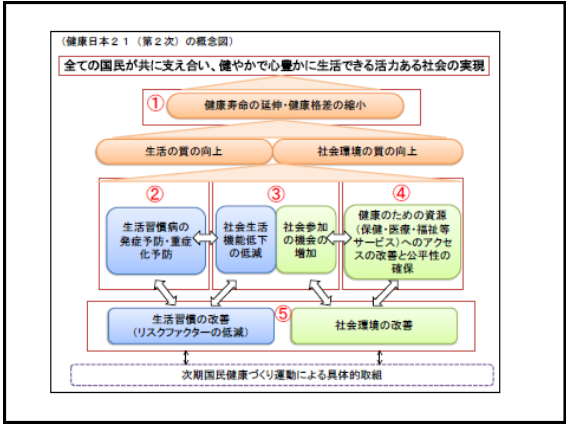 (健康日本21(第2次)の概念図)
全ての国民が共に支え合い、健やかで心豊かに生活できる活力ある社会の実現
①
健康寿命の延伸・健康格差の縮小
生活の質の向上
社会環境の質の向上
②
生活習慣病の
発症予防・重症
化予防
③
社会生活
機能低下
の低減
社会参加
の機会の
増加
④
健康のための資源
(保健・医療・福祉等
サービス)へのアクセ
スの改善と公平性の
確保
⑤
生活習慣の改善
(リスクファクターの低減)
社会環境の改善
次期国民健康づくり運動による具体的取組